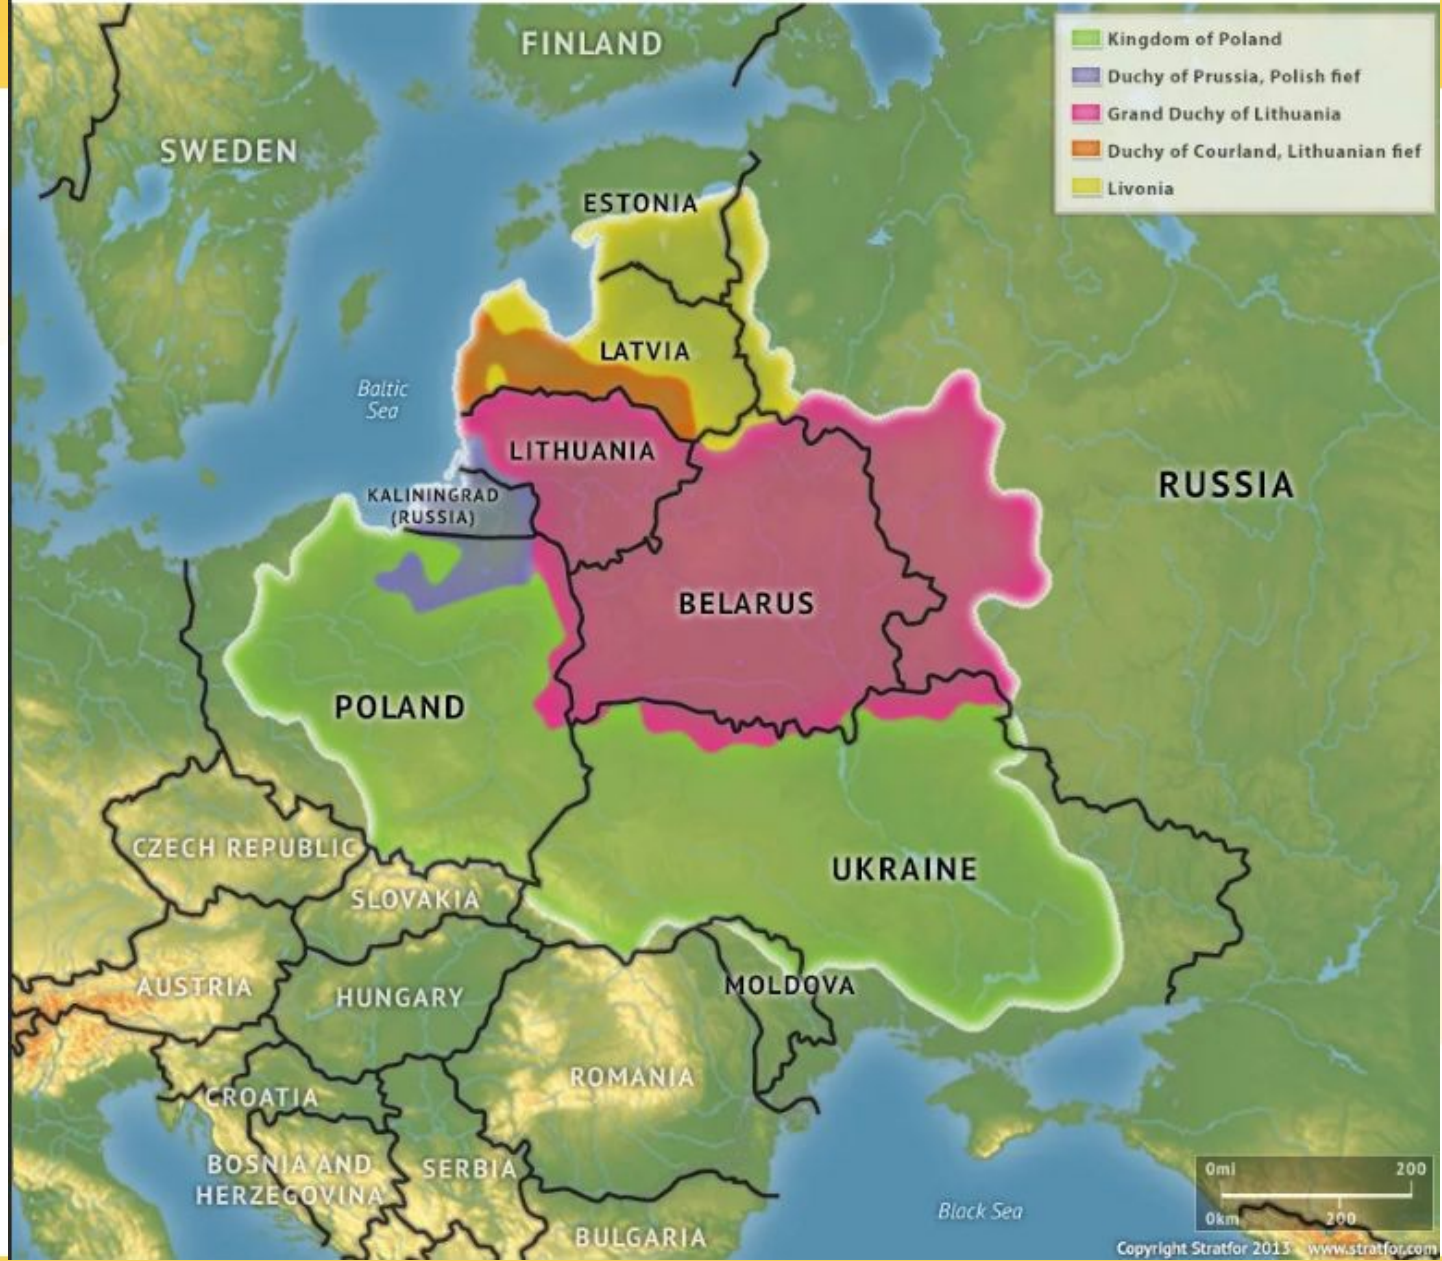 FINLAND
Kingdom of Poland
Duchy of Prussia, Polish fief
Grand Duchy of Lithuania
Duchy of Courland, Lithuanian fief
Livonia
SWEDEN
ESTONIA
LATVIA
Baltic
Sea
LITHUANIA
RUSSIA
KALININGRAD
(RUSSIA)
BELARUS
POLAND
CZECH REPUBLIC
UKRAINE
SLOVAKIA
AUSTRIA
HUNGARY
MOLDOVA
ROMANIA
CROATIA
BOSNIA AND
HERZEGOVINA
SERBIA
Black Sea
BULGARIA
0mi 200
0km 200
Copyright Stratfor 2013 www.stratfor.com